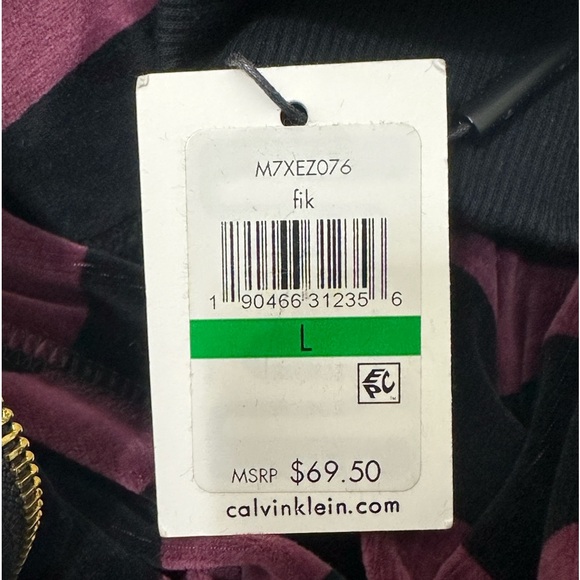 M7XEZ076
fik
1 90466 31235 6
L
EPC
MSRP $69.50
calvinklein.com